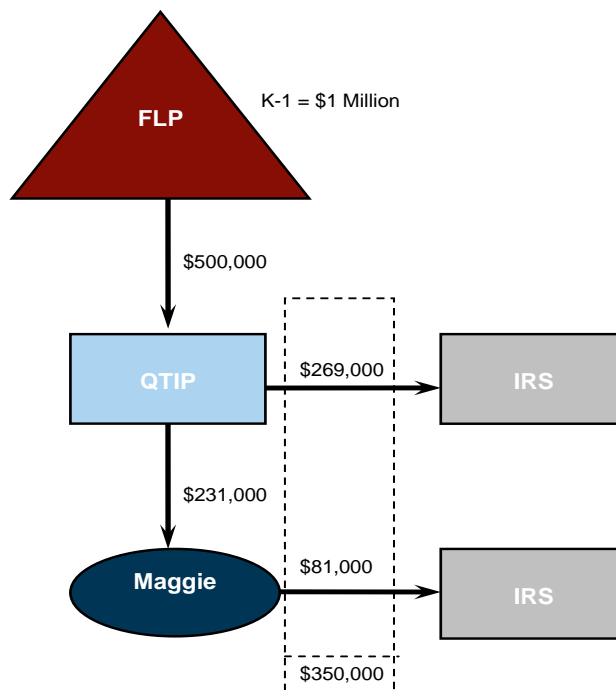 K-1 = $1 Million
FLP
$500,000
$269,000
QTIP
IRS
$231,000
Maggie
$81,000
IRS
$350,000